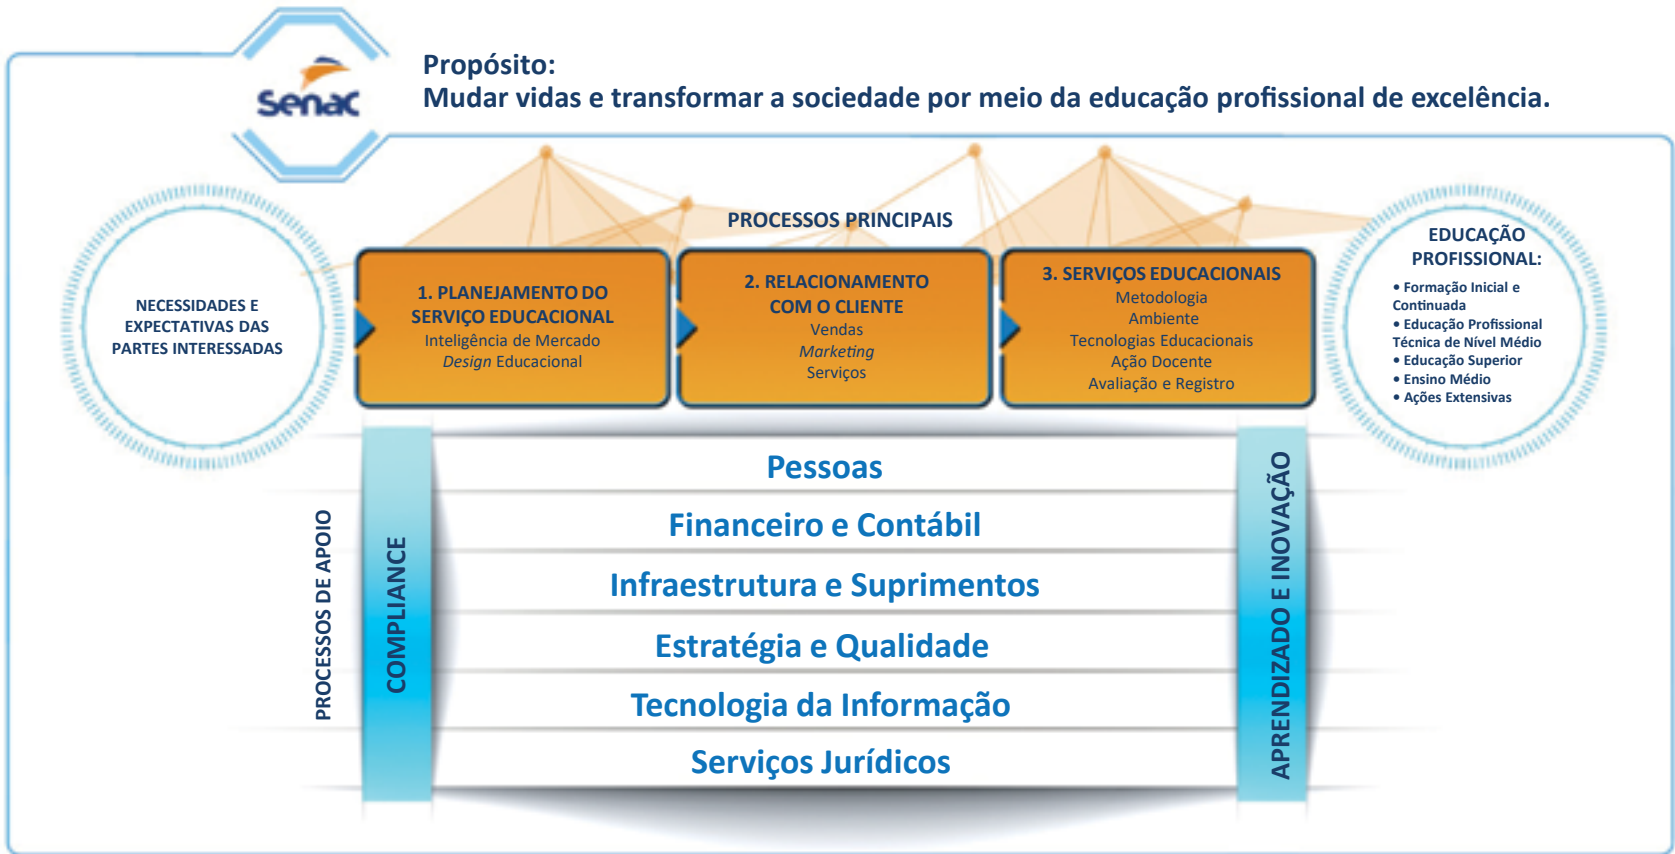 Senac
Propósito:
Mudar vidas e transformar a sociedade por meio da educação profissional de excelência.
NECESSIDADES E
EXPECTATIVAS DAS
PARTES INTERESSADAS
PROCESSOS PRINCIPAIS
1. PLANEJAMENTO DO
SERVIÇO EDUCACIONAL
Inteligência de Mercado
Design Educacional
2. RELACIONAMENTO
COM O CLIENTE
Vendas
Marketing
Serviços
3. SERVIÇOS EDUCACIONAIS
Metodologia
Ambiente
Tecnologias Educacionais
Ação Docente
Avaliação e Registro
EDUCAÇÃO
PROFISSIONAL:
• Formação Inicial e
Continuada
• Educação Profissional
Técnica de Nível Médio
• Educação Superior
• Ensino Médio
• Ações Extensivas
PROCESSOS DE APOIO
COMPLIANCE
Pessoas
Financeiro e Contábil
Infraestrutura e Suprimentos
Estratégia e Qualidade
Tecnologia da Informação
Serviços Jurídicos
APRENDIZADO E INOVAÇÃO